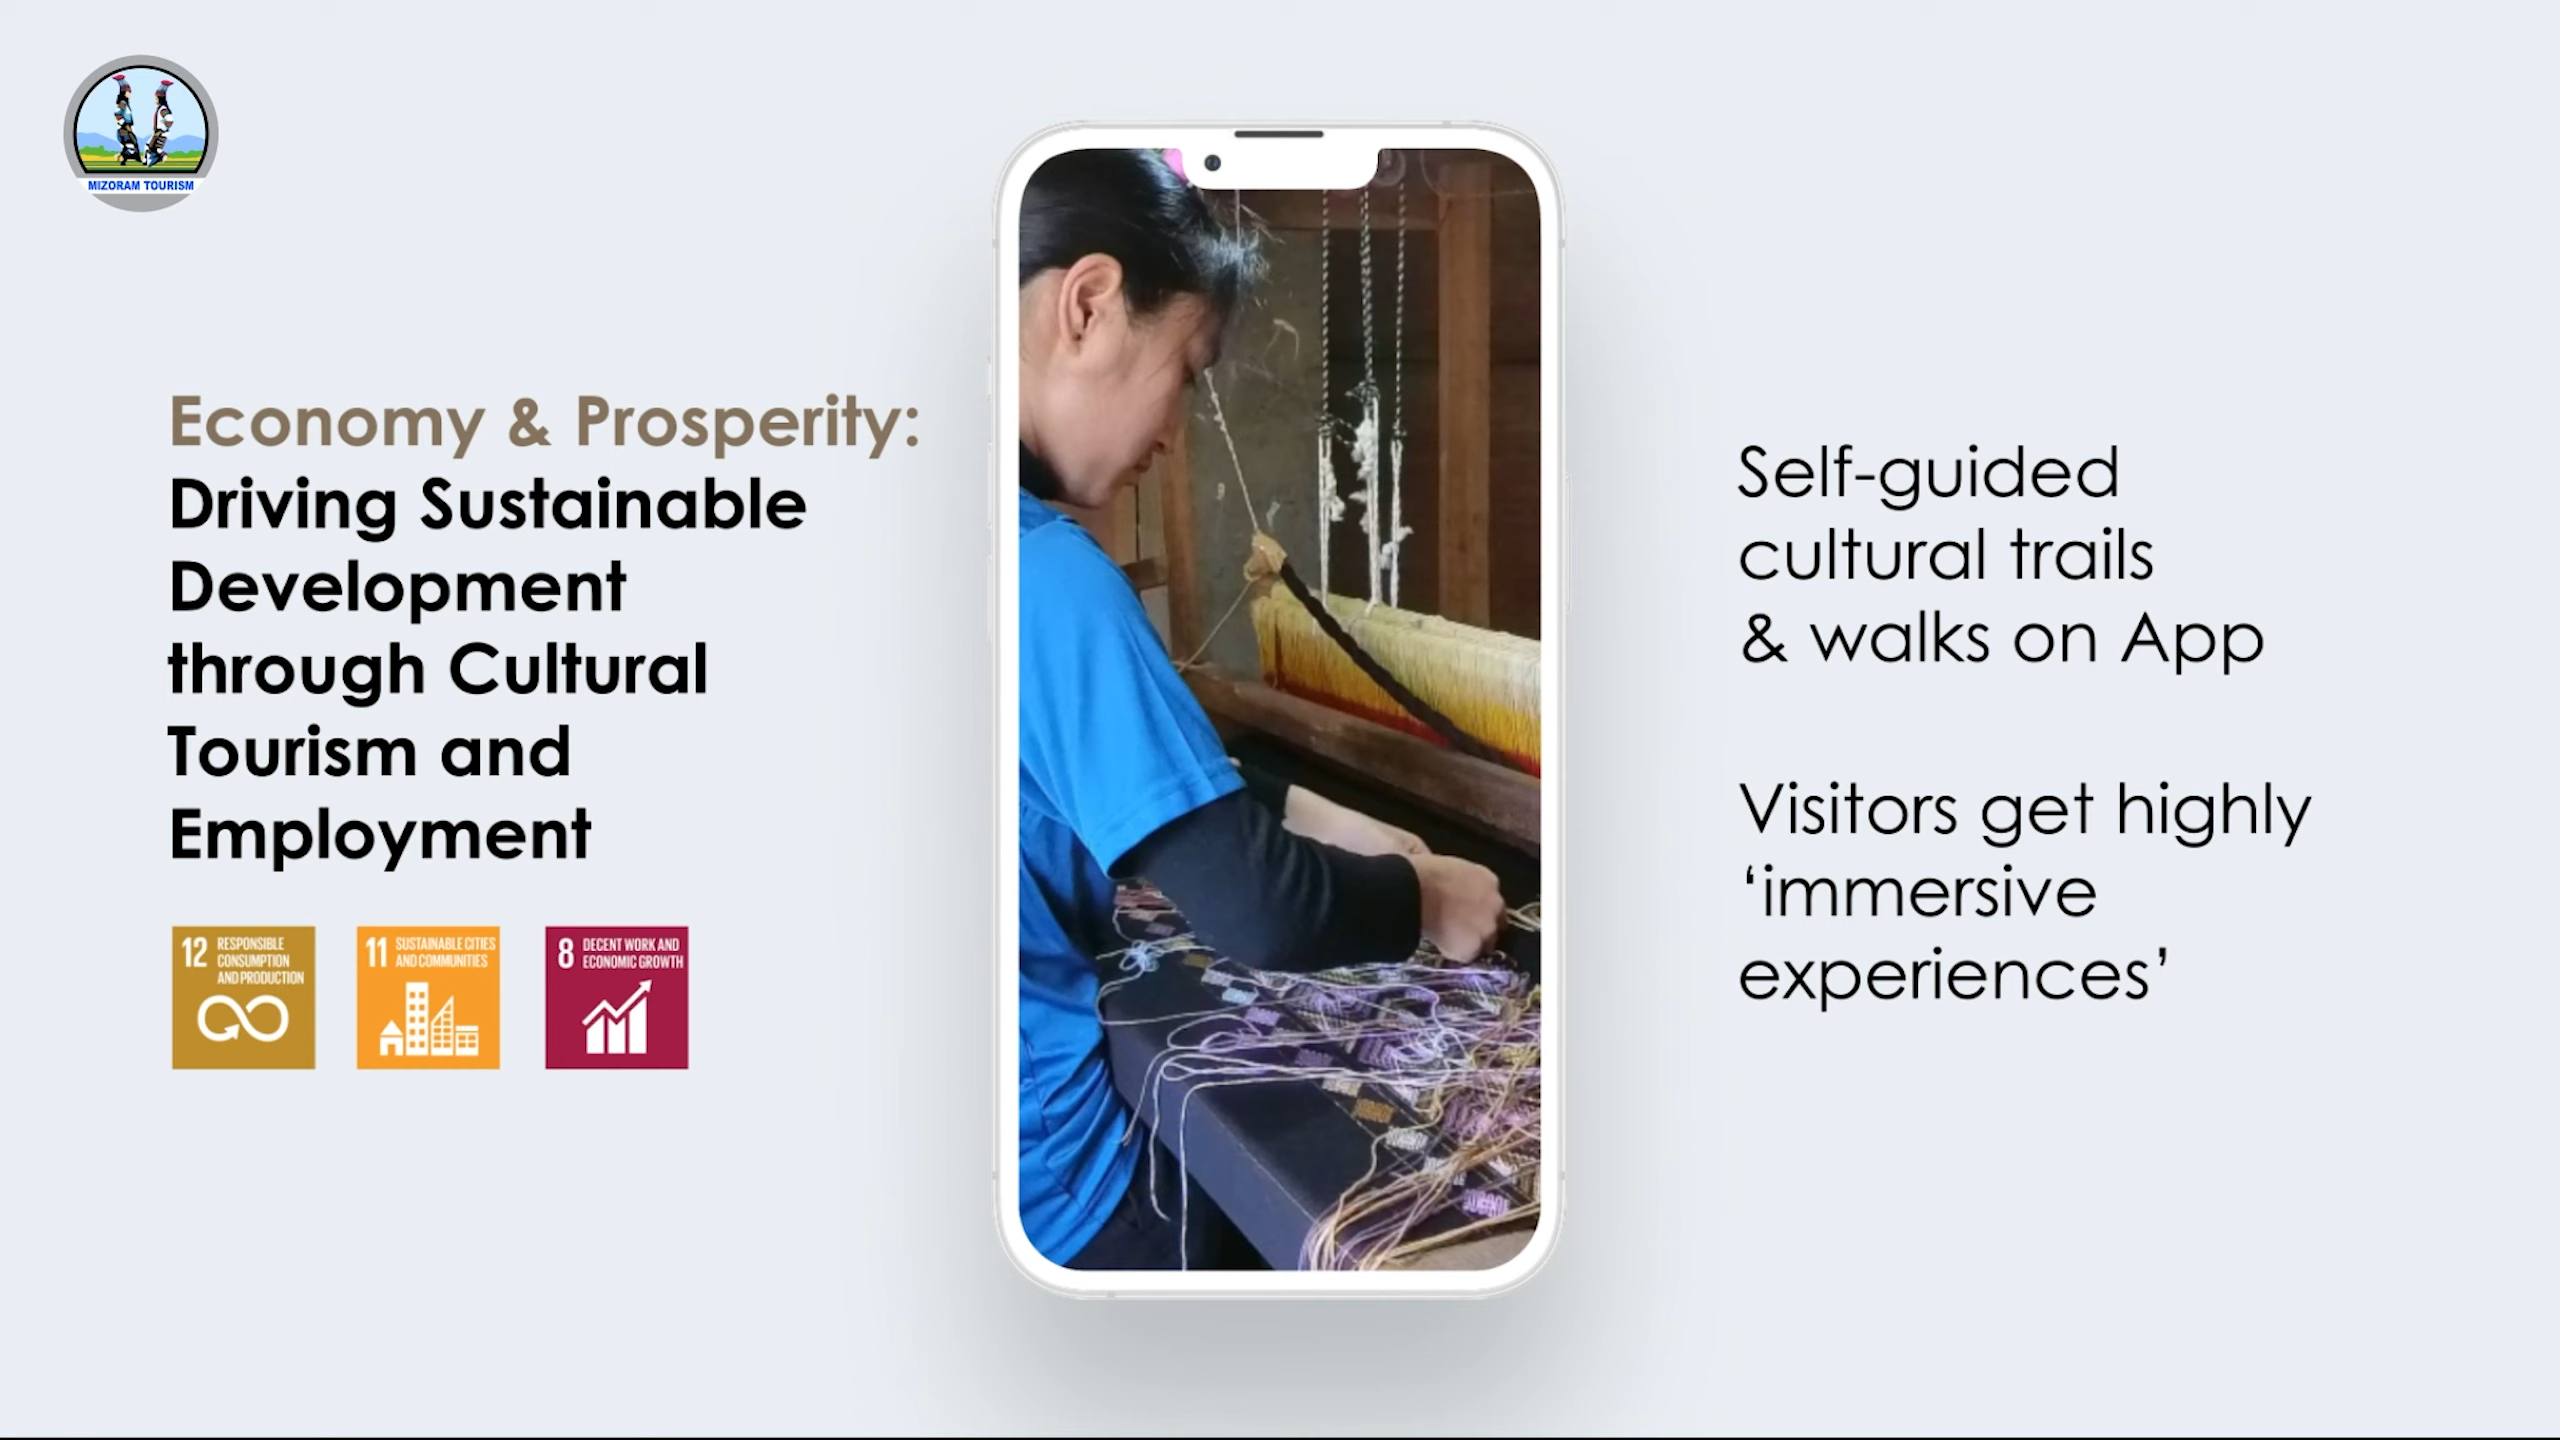 MIZORAM TOURISM
Economy & Prosperity:
Driving Sustainable
Development
through Cultural
Tourism and
Employment
12 RESPONSIBLE
CONSUMPTION
AND PRODUCTION
11 SUSTAINABLE CITIES
AND COMMUNITIES
8 DECENT WORK AND
ECONOMIC GROWTH
Self-guided
cultural trails
& walks on App
Visitors get highly
‘immersive
experiences’